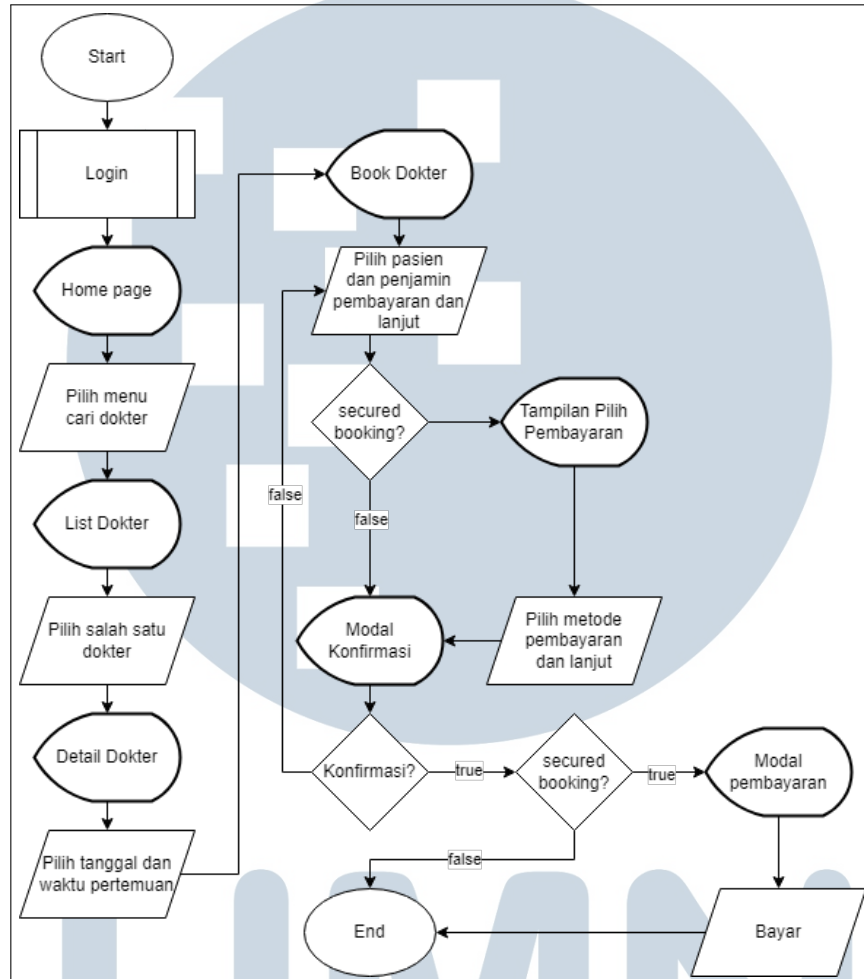 Start
Login
Home page
Pilih menu
cari dokter
List Dokter
Pilih salah satu
dokter
Detail Dokter
Pilih tanggal dan
waktu pertemuan
Book Dokter
Pilih pasien
dan penjamin
pembayaran dan
lanjut
secured
booking?
Tampilan Pilih
Pembayaran
false
false
Modal
Konfirmasi
Pilih metode
pembayaran
dan lanjut
Konfirmasi?
true
secured
booking?
true
Modal
pembayaran
false
End
Bayar
UMN